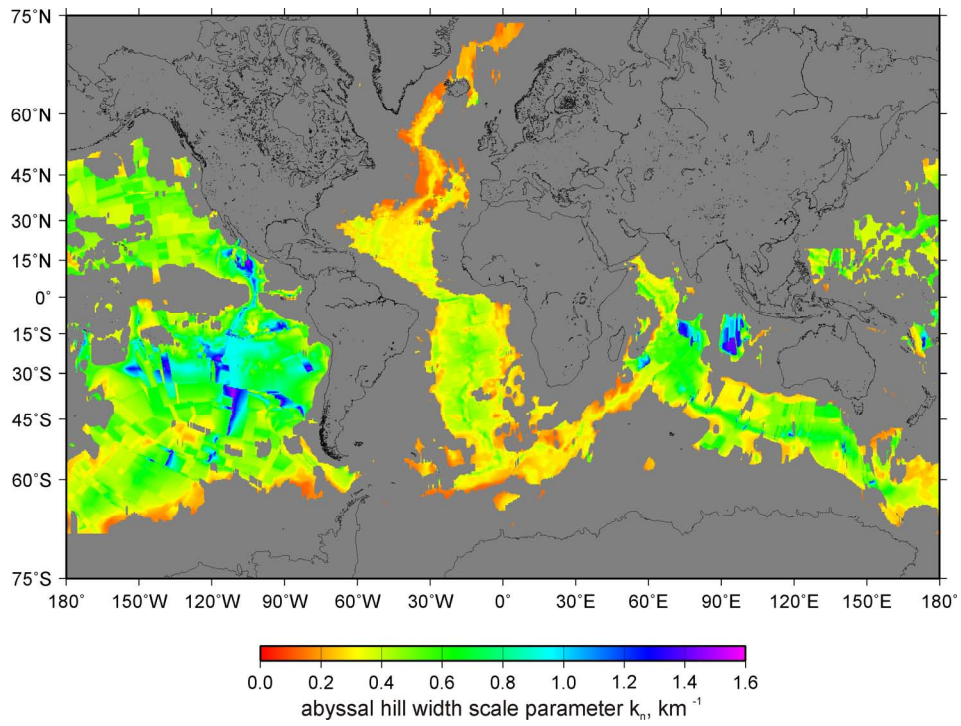 75˚N
60˚N
45˚N
30˚N
15˚N
0˚
15˚S
30˚S
45˚S
60˚S
75˚S
180˚ 150˚W 120˚W 90˚W 60˚W 30˚W 0˚ 30˚E 60˚E 90˚E 120˚E 150˚E 180˚
0.0 0.2 0.4 0.6 0.8 1.0 1.2 1.4 1.6
abyssal hill width scale parameter kₙ, km ⁻¹